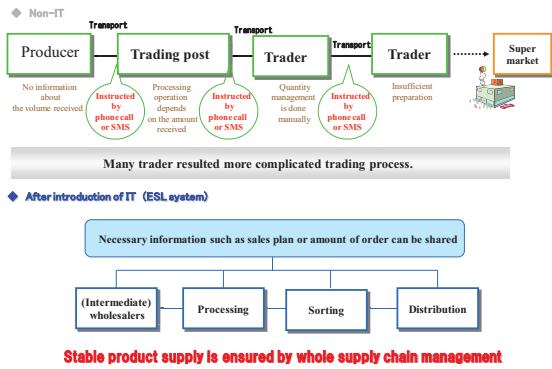 Non-IT
Transport
Transport
Transport
Producer
Trading post
Trader
Trader
Super
market
No information
about
the volume received
Instructed
by
phone call
or SMS
Processing
operation
depends
on the amount
received
Instructed
by
phone call
or SMS
Quantity
management
is done
manually
Instructed
by
phone call
or SMS
Insufficient
preparation
Many trader resulted more complicated trading process.
After introduction of IT (ESL system)
Necessary information such as sales plan or amount of order can be shared
(Intermediate)
wholesalers
Processing
Sorting
Distribution
Stable product supply is ensured by whole supply chain management